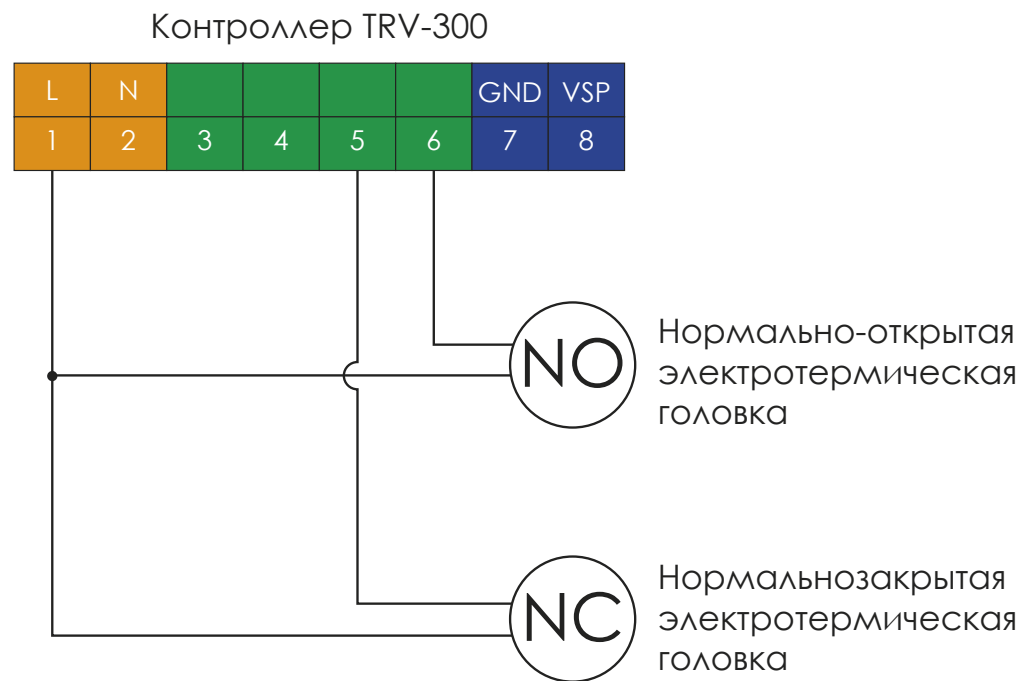 Контроллер TRV-300
L N GND VSP
1 2 3 4 5 6 7 8
NO
Нормально-открытая
электротермическая
головка
NC
Нормальнозакрытая
электротермическая
головка